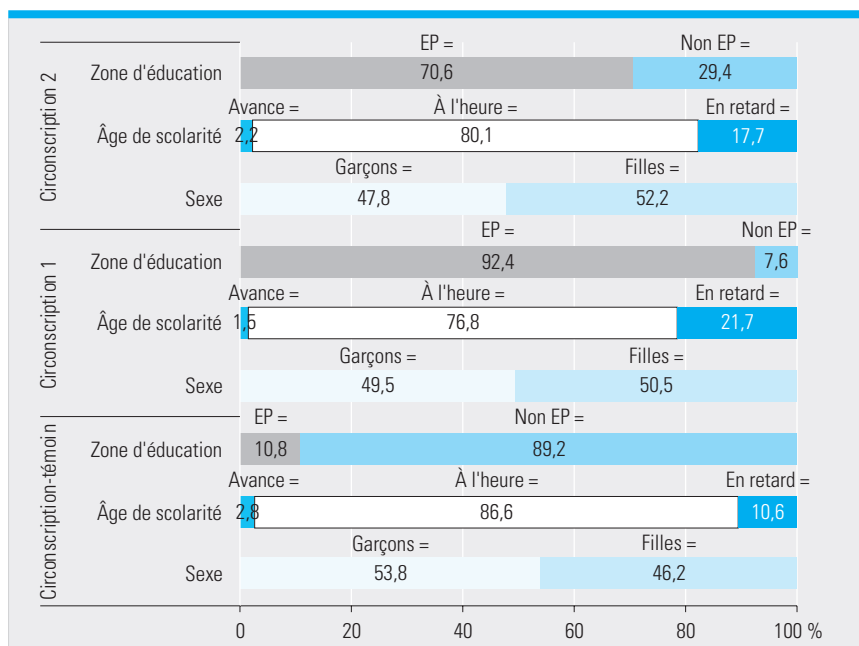 Circonscription 2
EP = Non EP =
Zone d'éducation 70,6 29,4
Avance = À l'heure = En retard =
Âge de scolarité 2,2 80,1 17,7
Garçons = Filles =
Sexe 47,8 52,2
Circonscription 1
EP = Non EP =
Zone d'éducation 92,4 7,6
Avance = À l'heure = En retard =
Âge de scolarité 1,5 76,8 21,7
Garçons = Filles =
Sexe 49,5 50,5
Circonscription-témoin
EP = Non EP =
Zone d'éducation 10,8 89,2
Avance = À l'heure = En retard =
Âge de scolarité 2,8 86,6 10,6
Garçons = Filles =
Sexe 53,8 46,2
0 20 40 60 80 100 %